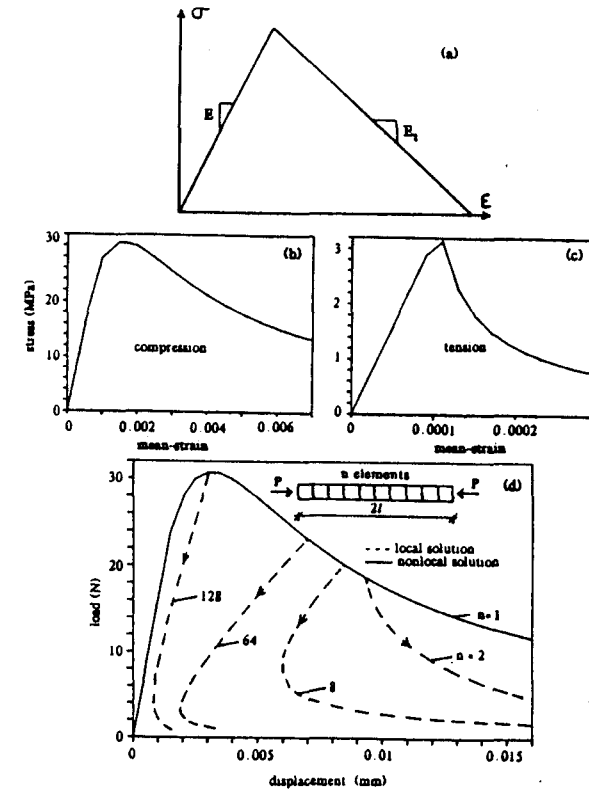 σ
(a)
E
E_t
ε
30
20
10
0
stress (MPa)
(b)
compression
0 0.002 0.004 0.006
mean-strain
3
2
1
0
(c)
tension
0 0.0001 0.0002
mean-strain
30
20
10
0
load (N)
n elements
(d)
P
P
2l
local solution
nonlocal solution
128
64
8
n=2
n=1
0 0.005 0.01 0.015
displacement (mm)